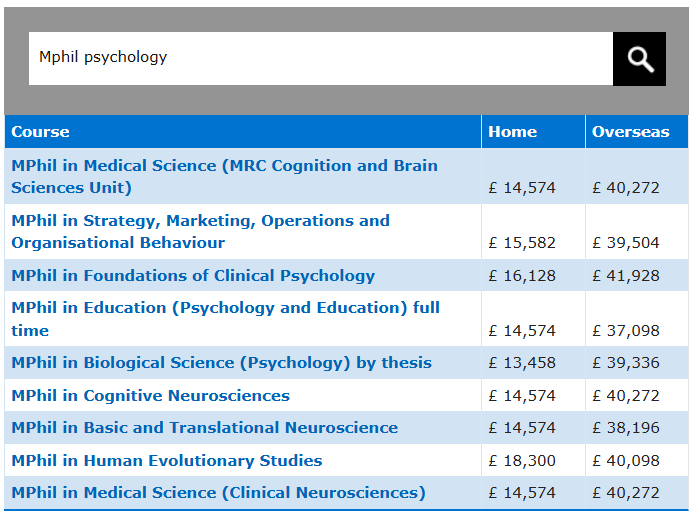 Mphil psychology
Course Home Overseas
MPhil in Medical Science (MRC Cognition and Brain
Sciences Unit) £ 14,574 £ 40,272
MPhil in Strategy, Marketing, Operations and
Organisational Behaviour £ 15,582 £ 39,504
MPhil in Foundations of Clinical Psychology £ 16,128 £ 41,928
MPhil in Education (Psychology and Education) full
time £ 14,574 £ 37,098
MPhil in Biological Science (Psychology) by thesis £ 13,458 £ 39,336
MPhil in Cognitive Neurosciences £ 14,574 £ 40,272
MPhil in Basic and Translational Neuroscience £ 14,574 £ 38,196
MPhil in Human Evolutionary Studies £ 18,300 £ 40,098
MPhil in Medical Science (Clinical Neurosciences) £ 14,574 £ 40,272